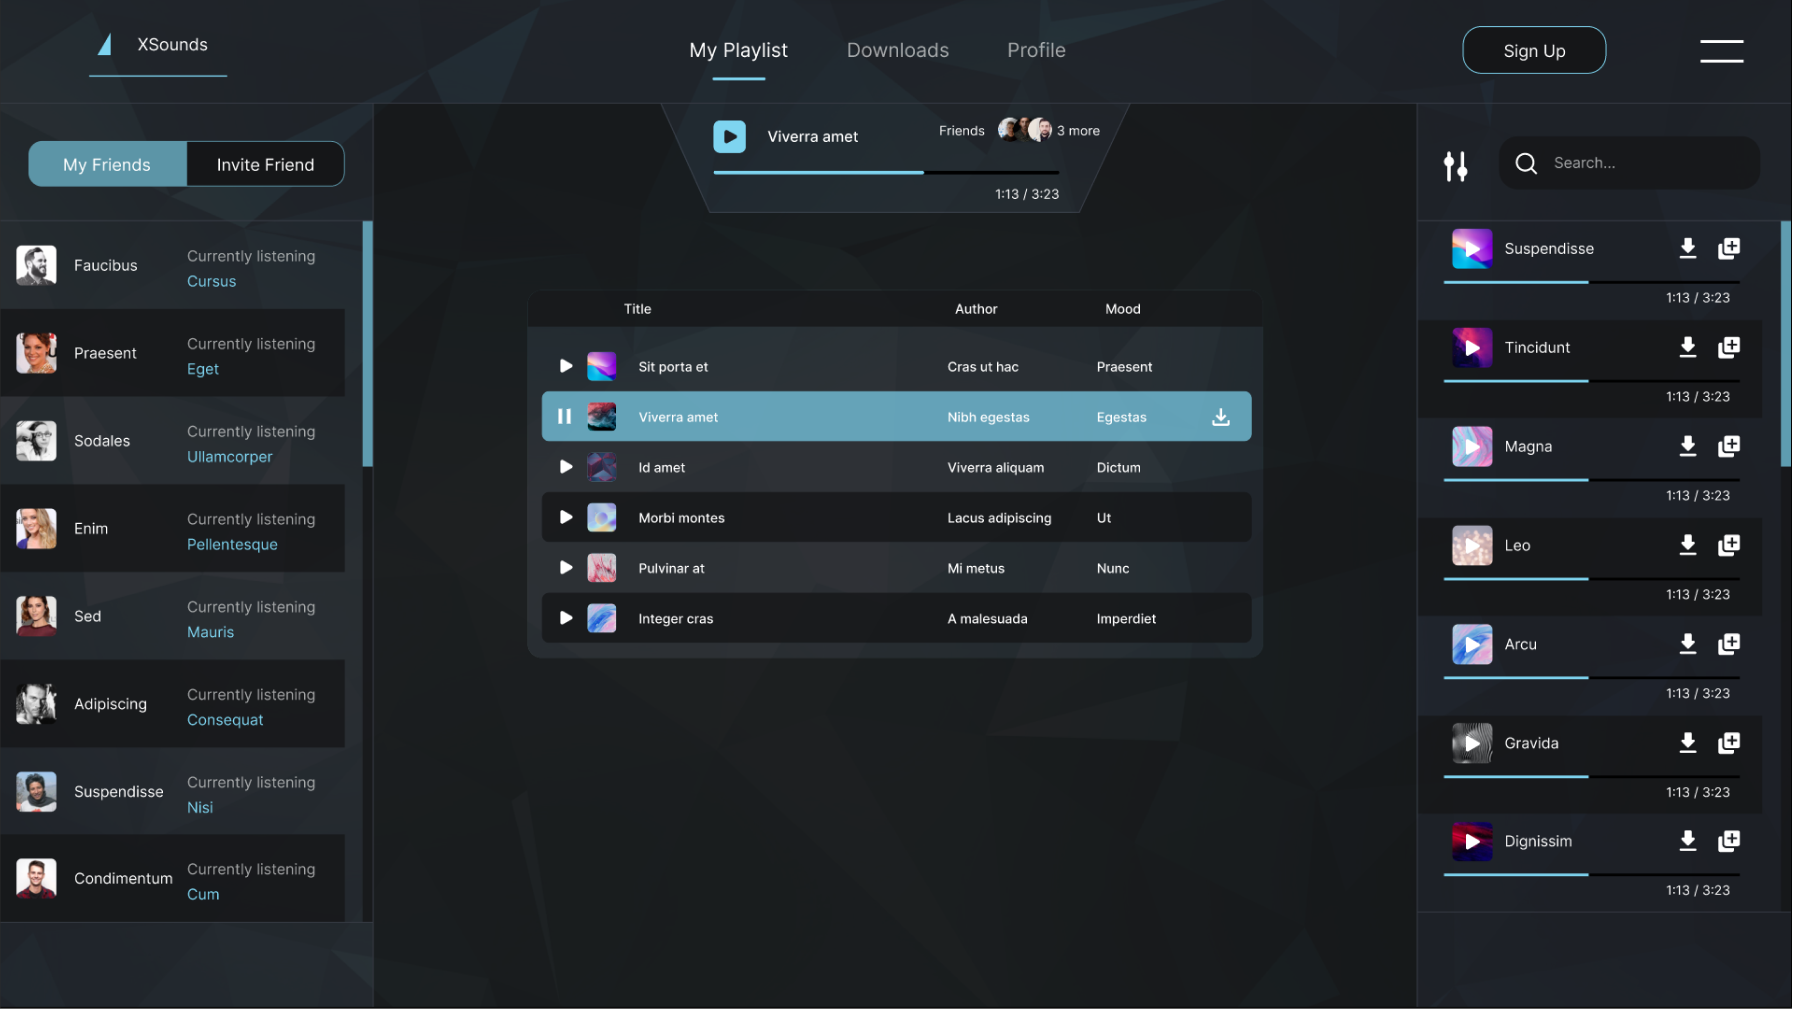 XSounds
My Playlist
Downloads
Profile
Sign Up
My Friends
Invite Friend
Viverra amet
Friends
3 more
1:13 / 3:23
Search...
Faucibus
Currently listening
Cursus
Praesent
Currently listening
Eget
Sodales
Currently listening
Ullamcorper
Enim
Currently listening
Pellentesque
Sed
Currently listening
Mauris
Adipiscing
Currently listening
Consequat
Suspendisse
Currently listening
Nisi
Condimentum
Currently listening
Cum
Title Author Mood
Sit porta et Cras ut hac Praesent
Viverra amet Nibh egestas Egestas
Id amet Viverra aliquam Dictum
Morbi montes Lacus adipiscing Ut
Pulvinar at Mi metus Nunc
Integer cras A malesuada Imperdiet
Suspendisse
1:13 / 3:23
Tincidunt
1:13 / 3:23
Magna
1:13 / 3:23
Leo
1:13 / 3:23
Arcu
1:13 / 3:23
Gravida
1:13 / 3:23
Dignissim
1:13 / 3:23